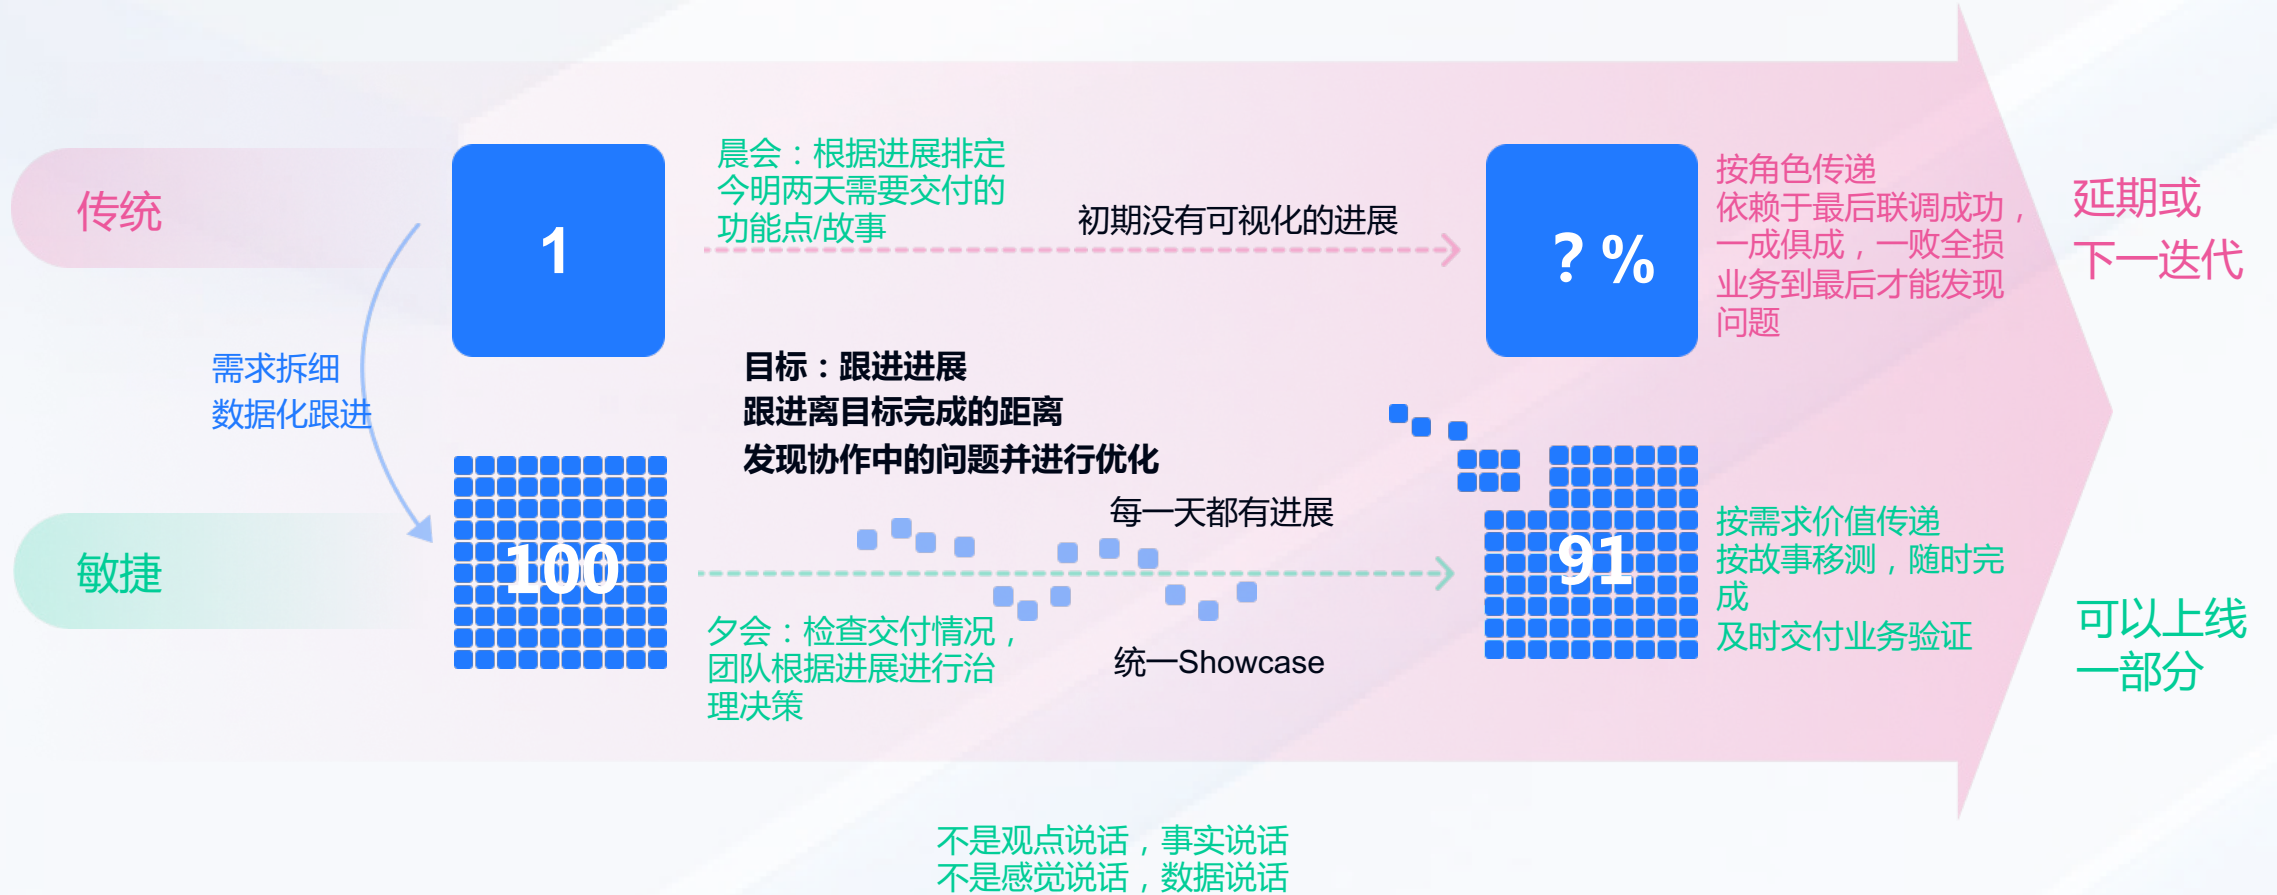 传统
1
晨会：根据进展排定
今明两天需要交付的
功能点/故事
初期没有可视化的进展
？%
按角色传递
依赖于最后联调成功，
一成俱成，一败全损
业务到最后才能发现
问题
延期或
下一迭代
需求拆细
数据化跟进
目标：跟进进展
跟进离目标完成的距离
发现协作中的问题并进行优化
敏捷
100
每一天都有进展
夕会：检查交付情况，
团队根据进展进行治
理决策
统一Showcase
91
按需求价值传递
按故事移测，随时完
成
及时交付业务验证
可以上线
一部分
不是观点说话，事实说话
不是感觉说话，数据说话